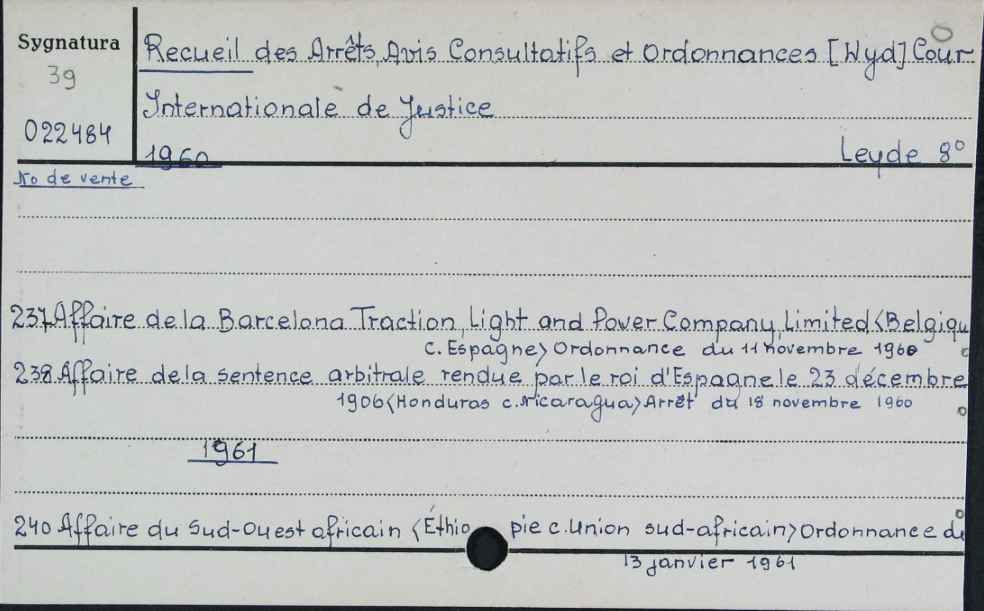 Sygnatura
39
022484
Recueil des Arrêts, Avis Consultatifs et Ordonnances [Wyd] Cour
Internationale de Justice
1960
Leyde 8°
No de vente
237 Affaire de la Barcelona Traction, Light and Power Company, Limited <Belgiqu
c. Espagne> Ordonnance du 11 novembre 1960
238. Affaire de la sentence arbitrale rendue par le roi d'Espagne le 23 décembre
1906 <Honduras c. Nicaragua> Arrêt du 18 novembre 1960
1961
240 Affaire du Sud-Ouest africain <Éthiopie c. Union sud-africain> Ordonnance du
13 janvier 1961